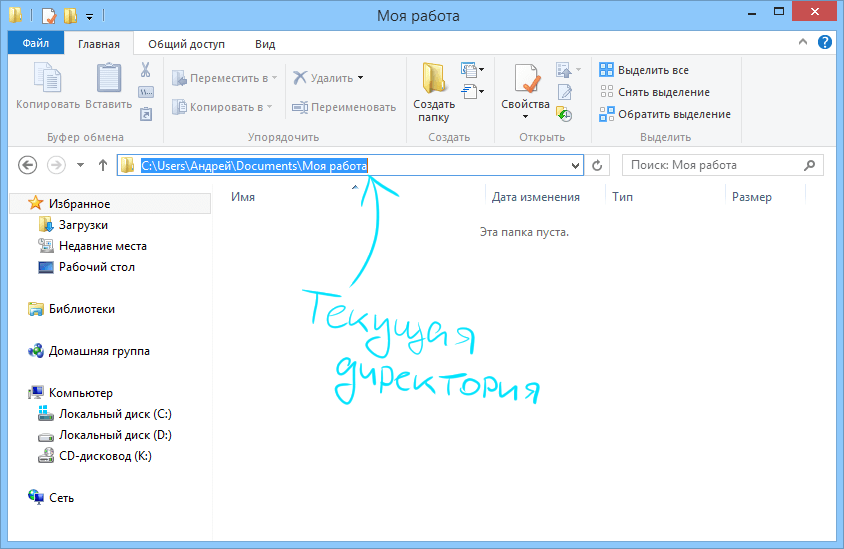 Моя работа
Файл Главная Общий доступ Вид
Копировать Вставить Переместить в Копировать в Удалить Переименовать Создать папку Свойства Выделить все Снять выделение Обратить выделение
Буфер обмена Упорядочить Создать Открыть Выделить
C:\Users\Андрей\Documents\Моя работа Поиск: Моя работа
Имя Дата изменения Тип Размер
Эта папка пуста.
Избранное
Загрузки
Недавние места
Рабочий стол
Библиотеки
Домашняя группа
Компьютер
Локальный диск (C:)
Локальный диск (D:)
CD-дисковод (K:)
Сеть
Текущая
директория